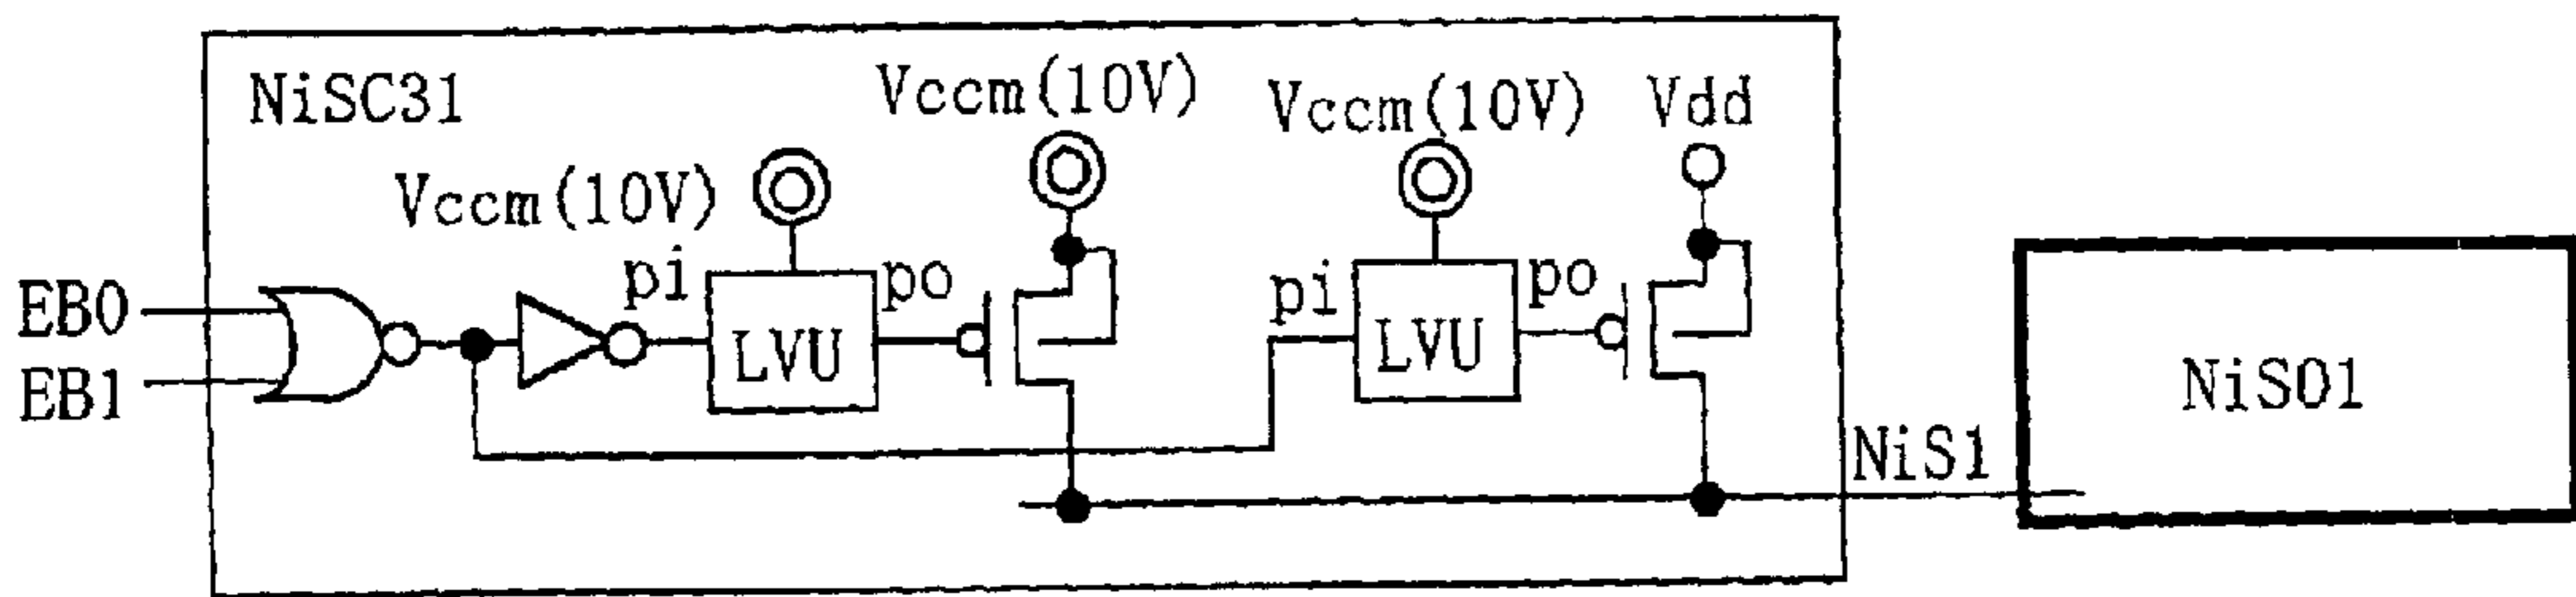 NiSC31
Vccm(10V)
Vccm(10V)
Vdd
Vccm(10V)
pi
po
pi
po
EB0
LVU
LVU
EB1
NiS01
NiS1